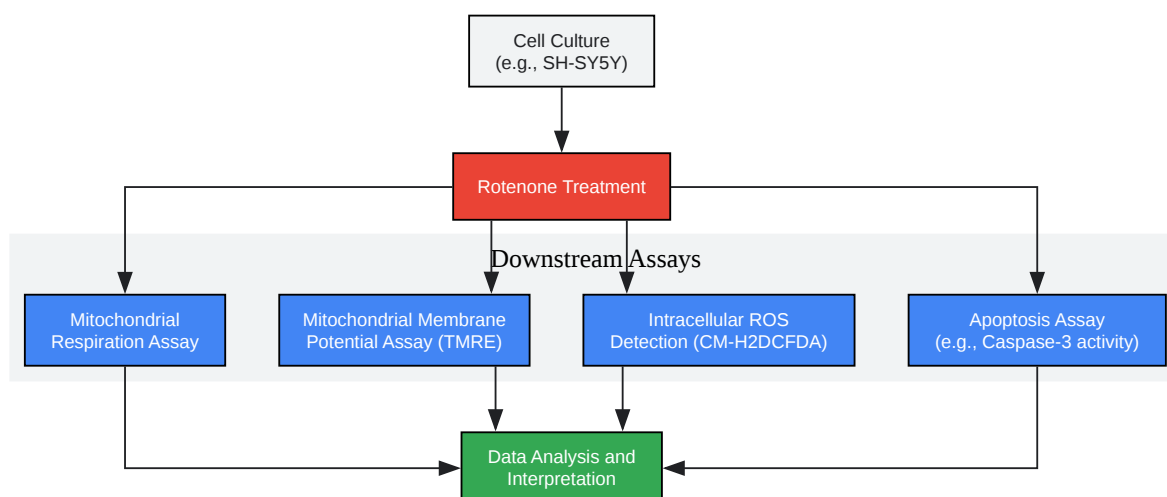 Cell Culture
(e.g., SH-SY5Y)
Rotenone Treatment
Downstream Assays
Mitochondrial
Respiration Assay
Mitochondrial Membrane
Potential Assay (TMRE)
Intracellular ROS
Detection (CM-H2DCFDA)
Apoptosis Assay
(e.g., Caspase-3 activity)
Data Analysis and
Interpretation